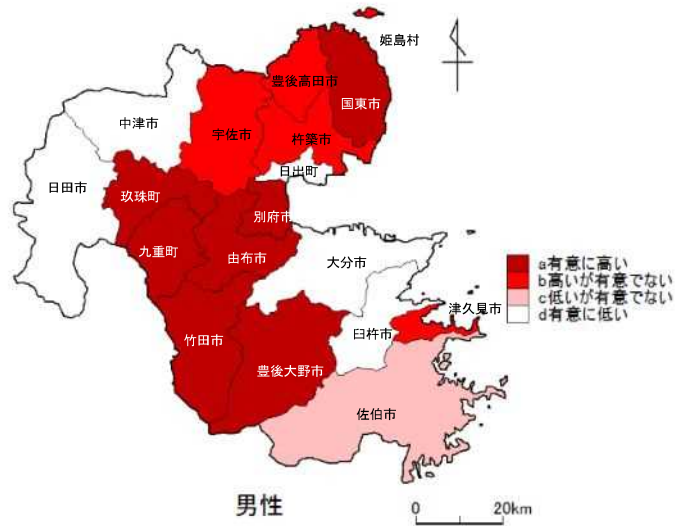 姫島村
豊後高田市
国東市
中津市
宇佐市
杵築市
日出町
日田市
玖珠町
別府市
九重町
由布市
大分市
a有意に高い
b高いが有意でない
c低いが有意でない
d有意に低い
津久見市
臼杵市
竹田市
豊後大野市
佐伯市
男性
0 20km